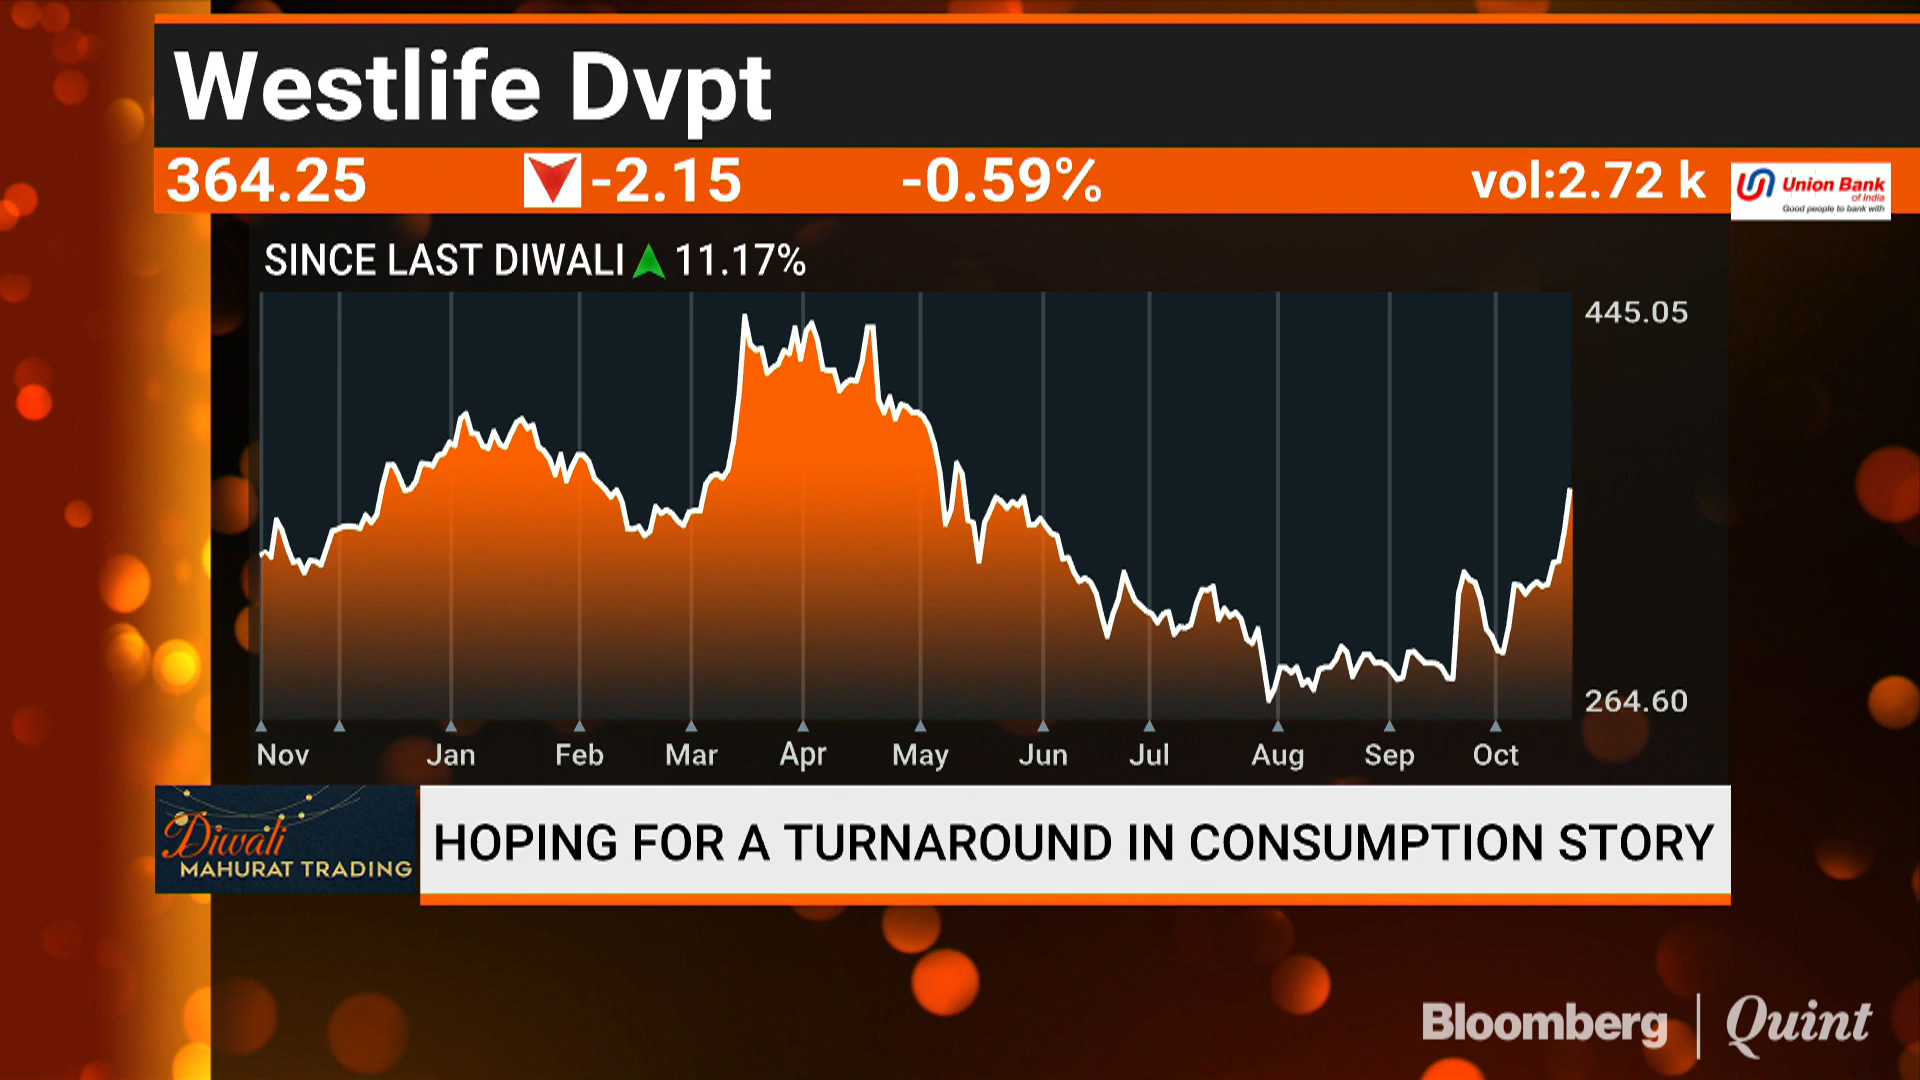 Westlife Dvpt
364.25 -2.15 -0.59% vol:2.72 k
Union Bank
of India
Good people to bank with
SINCE LAST DIWALI 11.17%
445.05
264.60
Nov Jan Feb Mar Apr May Jun Jul Aug Sep Oct
Diwali
MAHURAT TRADING
HOPING FOR A TURNAROUND IN CONSUMPTION STORY
Bloomberg | Quint